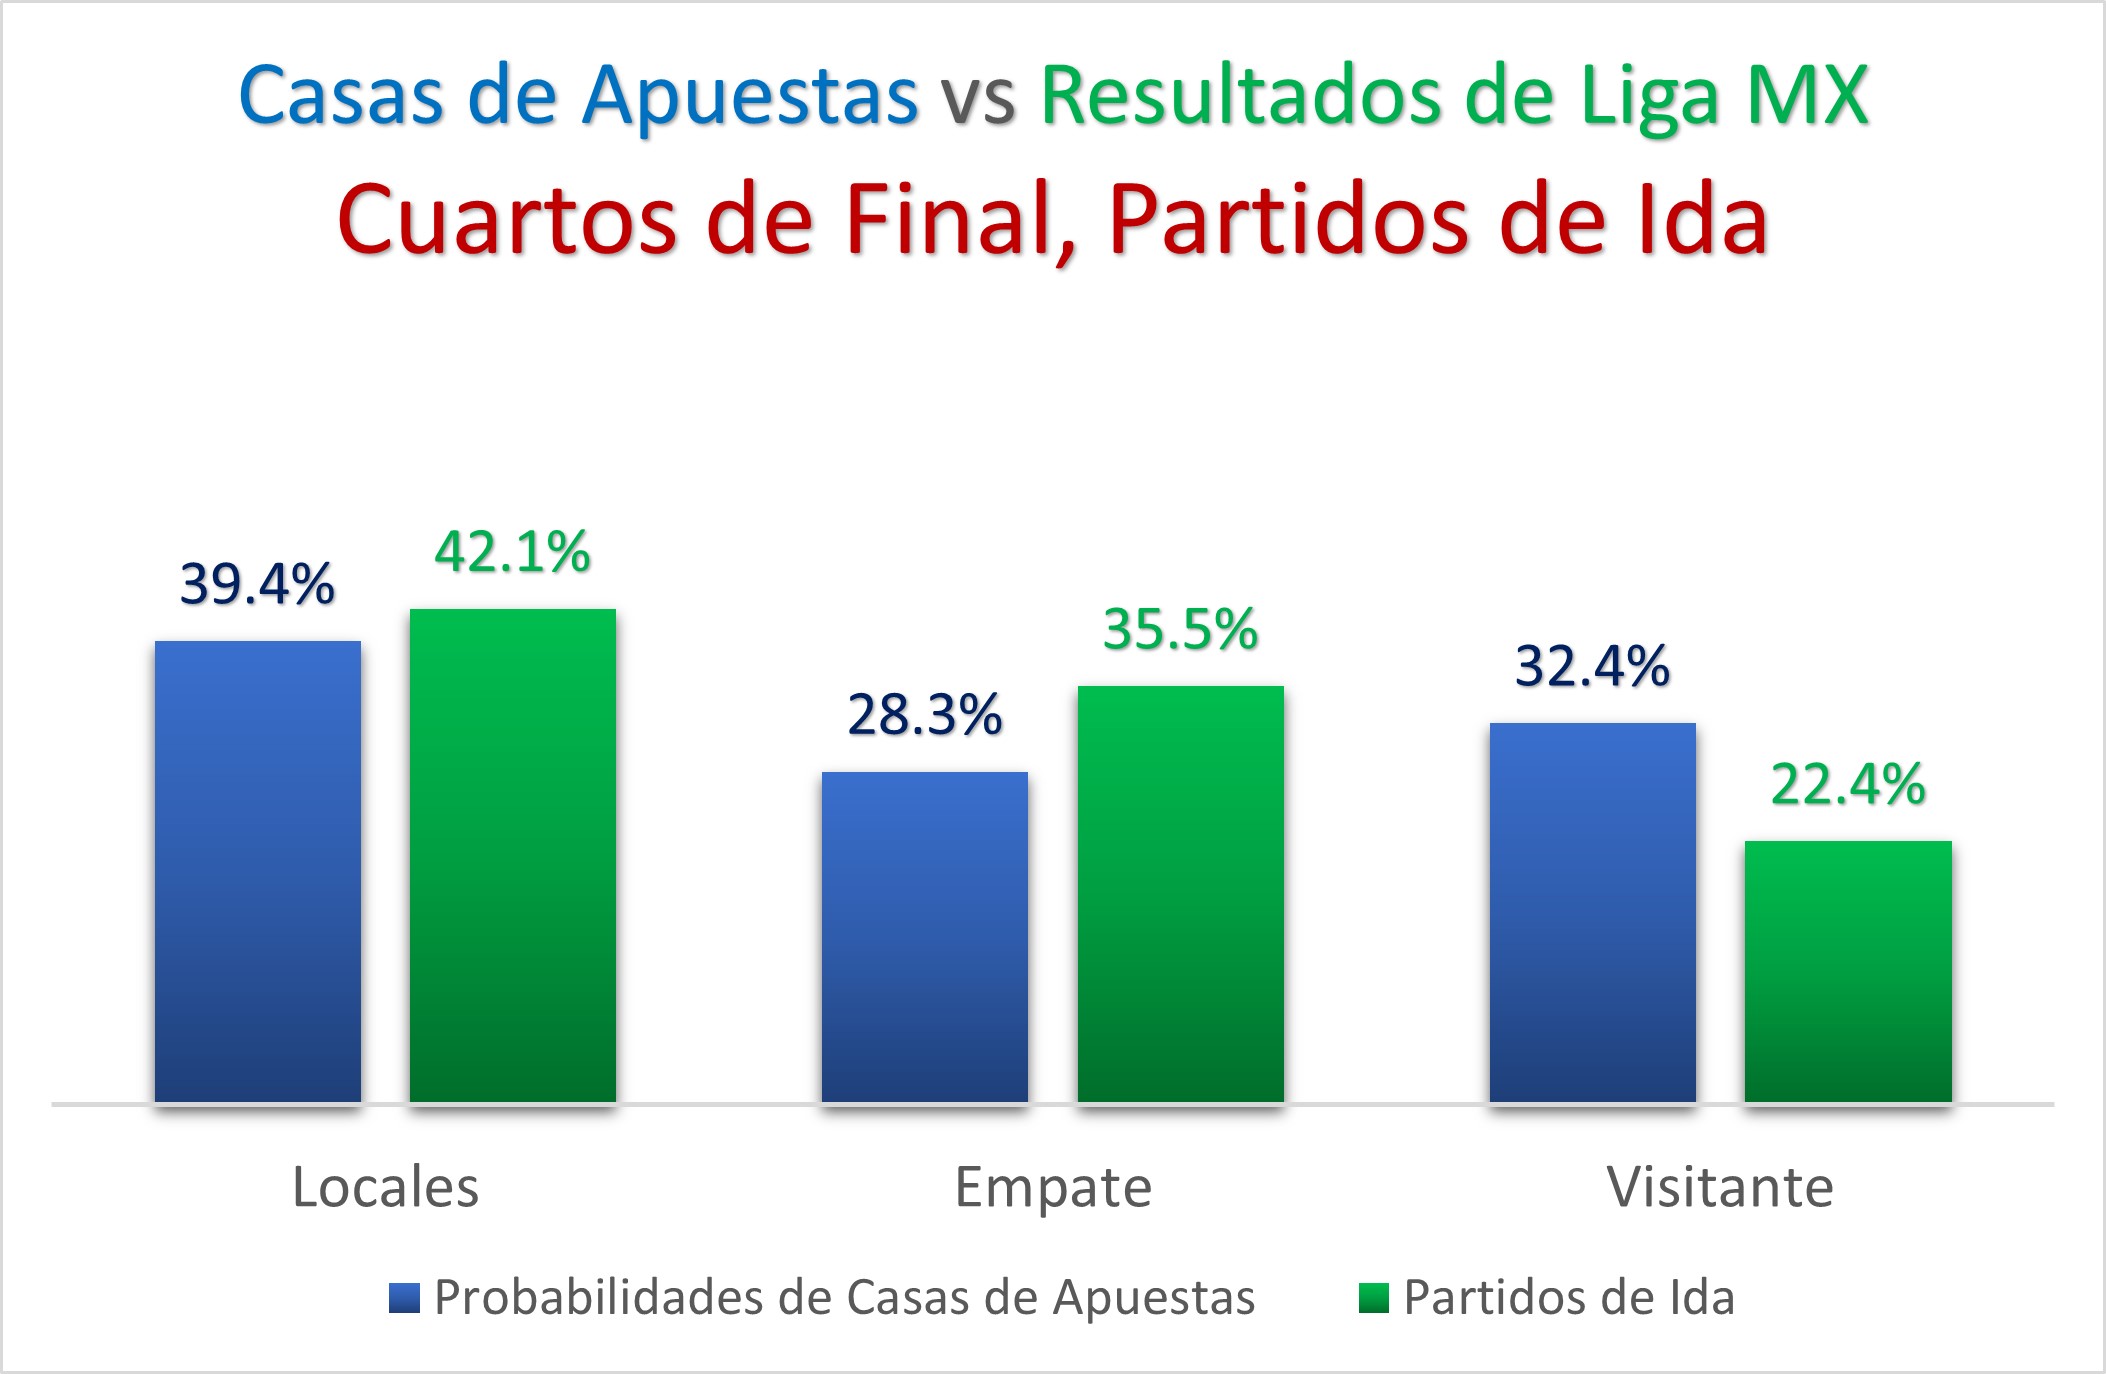 Casas de Apuestas vs Resultados de Liga MX
Cuartos de Final, Partidos de Ida
39.4%
42.1%
28.3%
35.5%
32.4%
22.4%
Locales
Empate
Visitante
Probabilidades de Casas de Apuestas
Partidos de Ida